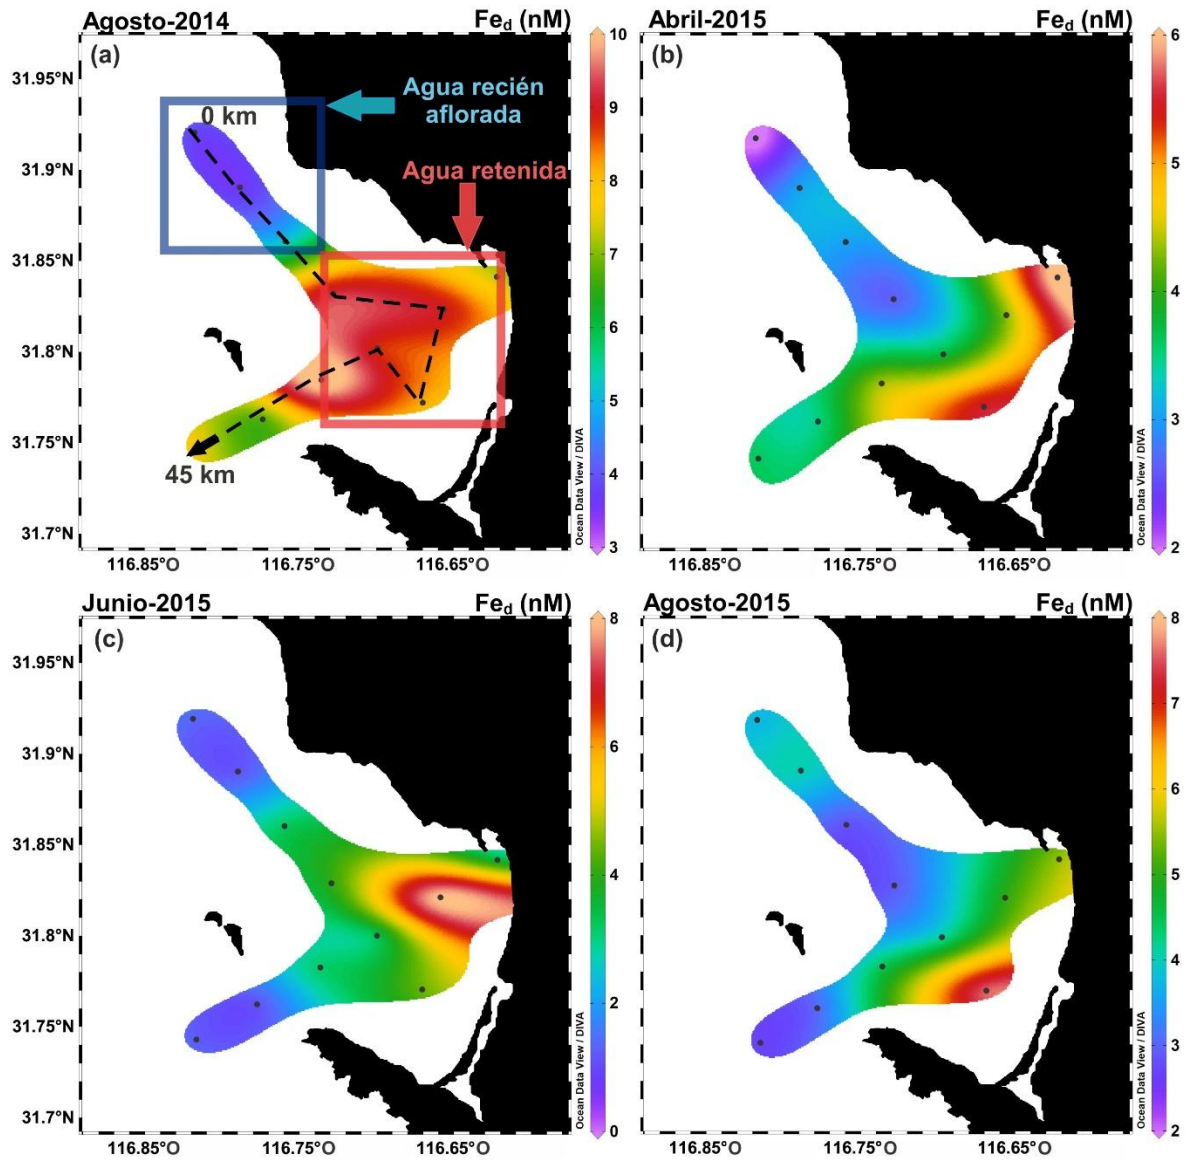 Agosto-2014
Fe_d (nM)
(a)
Agua recién
aflorada
0 km
Agua retenida
45 km
31.95°N
31.9°N
31.85°N
31.8°N
31.75°N
31.7°N
116.85°O
116.75°O
116.65°O
10
9
8
7
6
5
4
3
Ocean Data View / DIVA
Abril-2015
Fe_d (nM)
(b)
116.85°O
116.75°O
116.65°O
6
5
4
3
2
Ocean Data View / DIVA
Junio-2015
Fe_d (nM)
(c)
31.95°N
31.9°N
31.85°N
31.8°N
31.75°N
31.7°N
116.85°O
116.75°O
116.65°O
8
6
4
2
0
Ocean Data View / DIVA
Agosto-2015
Fe_d (nM)
(d)
116.85°O
116.75°O
116.65°O
8
7
6
5
4
3
2
Ocean Data View / DIVA